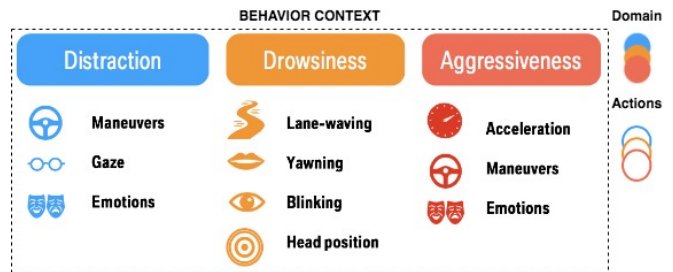 BEHAVIOR CONTEXT
Domain
Distraction
Drowsiness
Aggressiveness
Actions
Maneuvers
Gaze
Emotions
Lane-waving
Yawning
Blinking
Head position
Acceleration
Maneuvers
Emotions